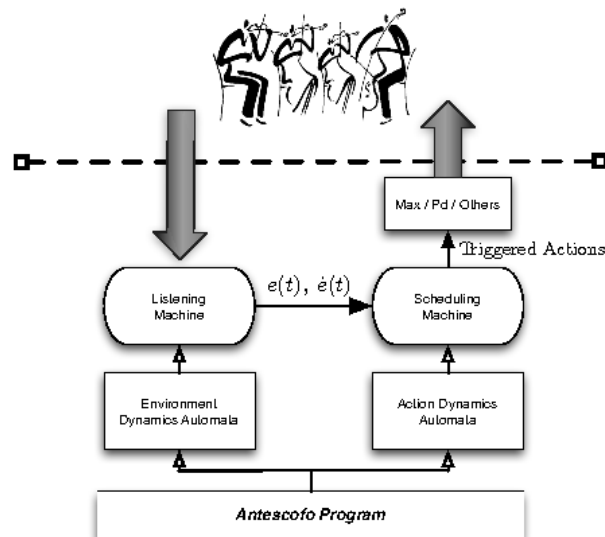 Max / Pd / Others
Triggered Actions
Listening
Machine
e(t), ė(t)
Scheduling
Machine
Environment
Dynamics Automata
Action Dynamics
Automata
Antescofo Program